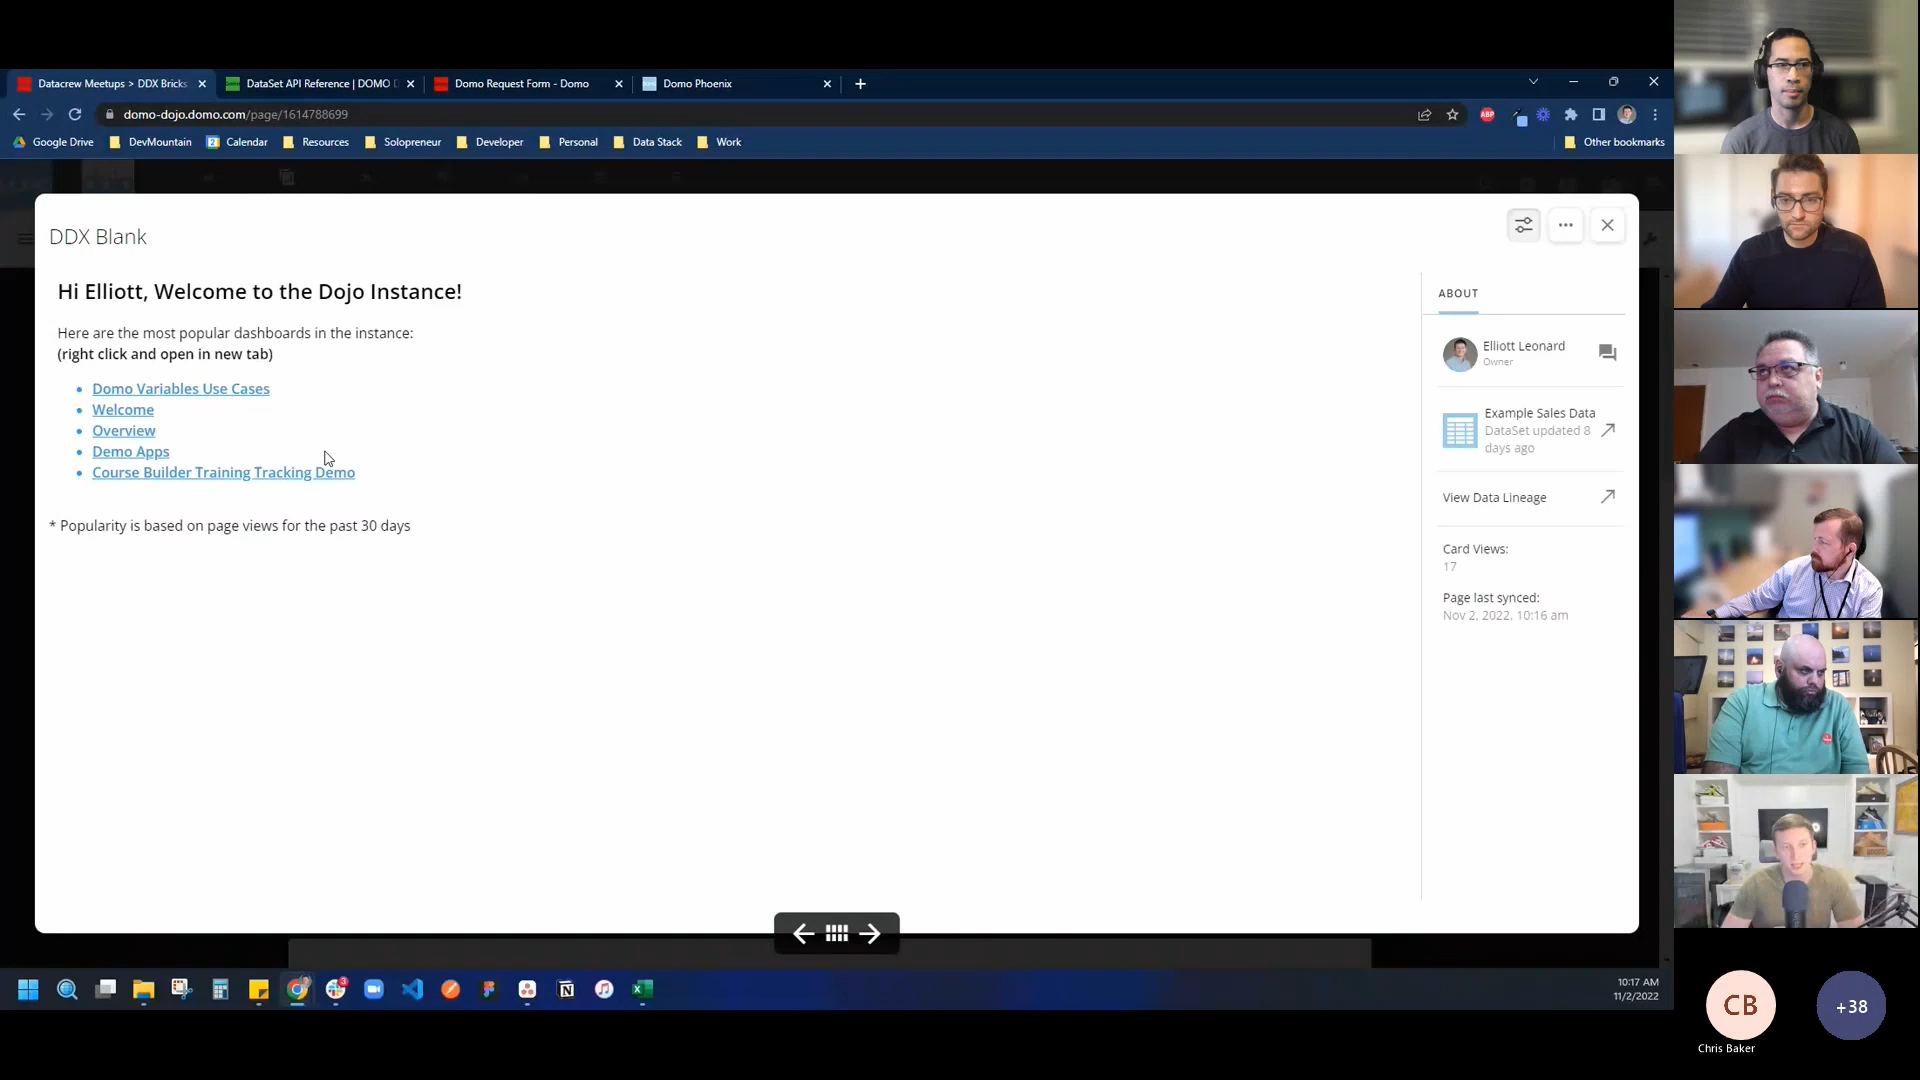 Datacrew Meetups > DDX Bricks
DataSet API Reference | DOMO
Domo Request Form - Domo
Domo Phoenix
domo-dojo.domo.com/page/1614788699
ABP
Google Drive
DevMountain
2
Calendar
Resources
Solopreneur
Developer
Personal
Data Stack
Work
Other bookmarks
DDX Blank
Hi Elliott, Welcome to the Dojo Instance!
Here are the most popular dashboards in the instance:
(right click and open in new tab)
• Domo Variables Use Cases
• Welcome
• Overview
• Demo Apps
• Course Builder Training Tracking Demo
* Popularity is based on page views for the past 30 days
ABOUT
Elliott Leonard
Owner
Example Sales Data
DataSet updated 8
days ago
View Data Lineage
Card Views:
17
Page last synced:
Nov 2, 2022, 10:16 am
10:17 AM
11/2/2022
CB
Chris Baker
+38